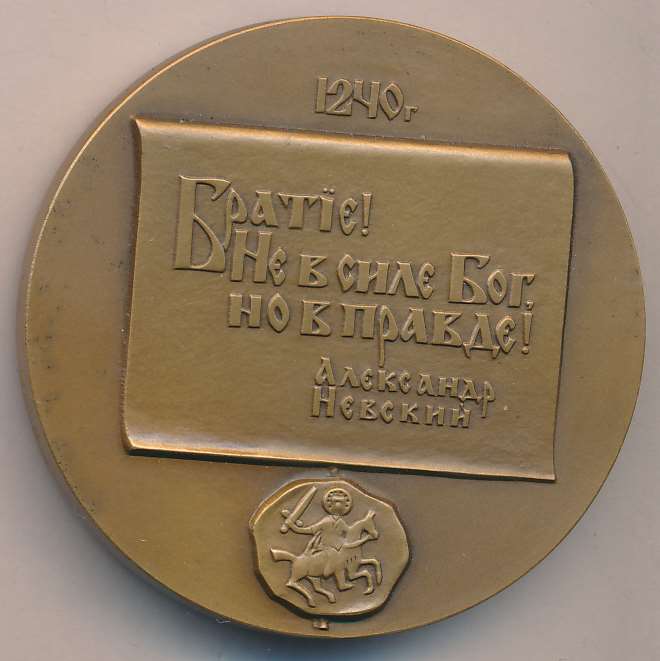 1240г
Братїе!
Не в силе Бог,
но в правде!
Александр
Невский